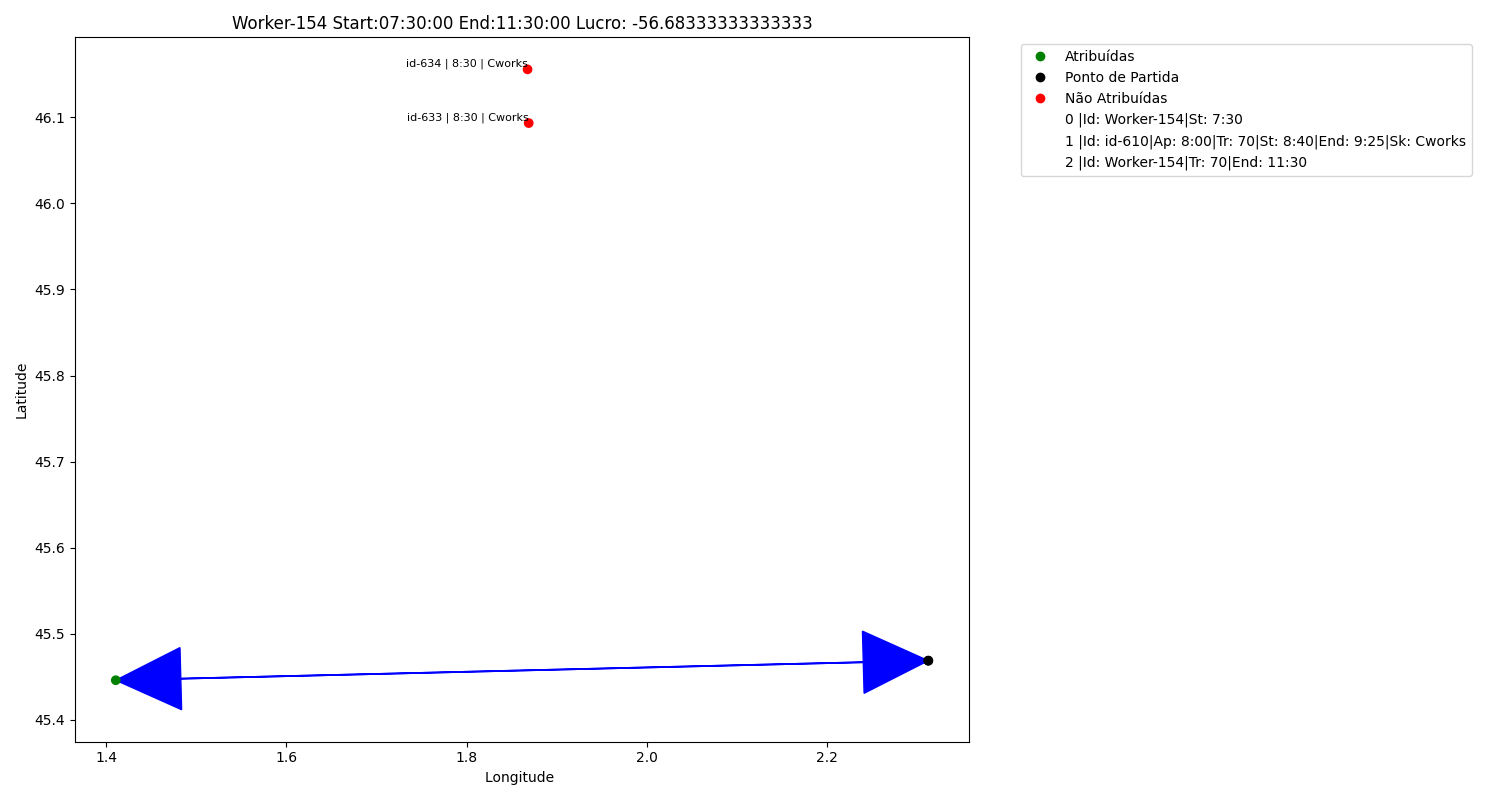 Worker-154 Start:07:30:00 End:11:30:00 Lucro: -56.68333333333333
id-634 | 8:30 | Cworks
id-633 | 8:30 | Cworks
Atribuídas
Ponto de Partida
Não Atribuídas
0 |Id: Worker-154|St: 7:30
1 |Id: id-610|Ap: 8:00|Tr: 70|St: 8:40|End: 9:25|Sk: Cworks
2 |Id: Worker-154|Tr: 70|End: 11:30
Latitude
46.1
46.0
45.9
45.8
45.7
45.6
45.5
45.4
1.4 1.6 1.8 2.0 2.2
Longitude